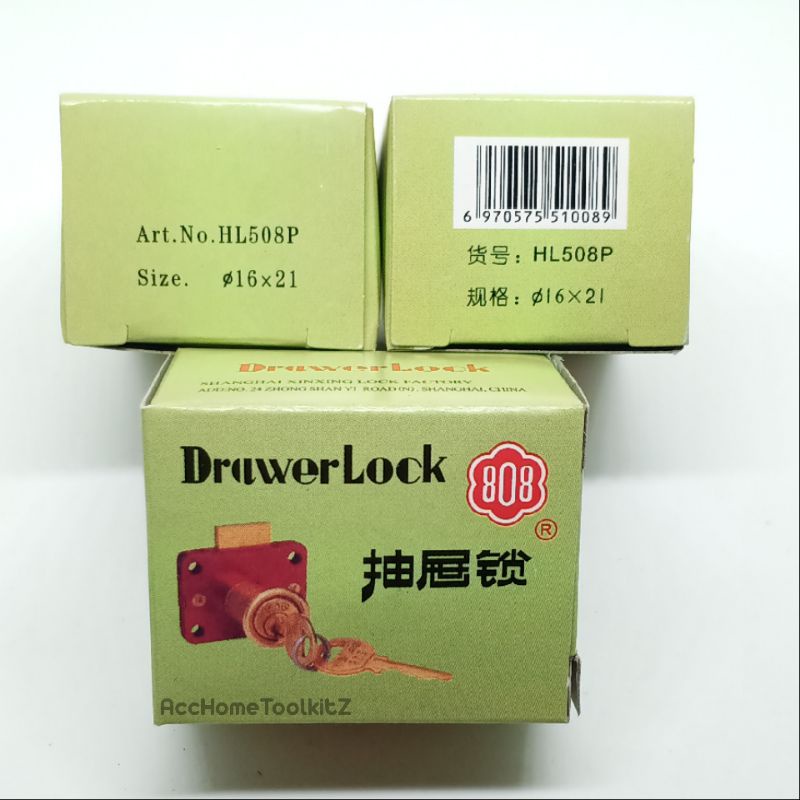 Art.No.HL508P
Size. ø16×21
6 970575 510089
货号: HL508P
规格: ø16×21
DrawerLock
SHANGHAI XINXING LOCK FACTORY
ADD:NO. 24 ZHONG SHAN YI ROAD(N), SHANGHAI, CHINA
DrawerLock
808
®
抽屉锁
AccHomeToolkitZ